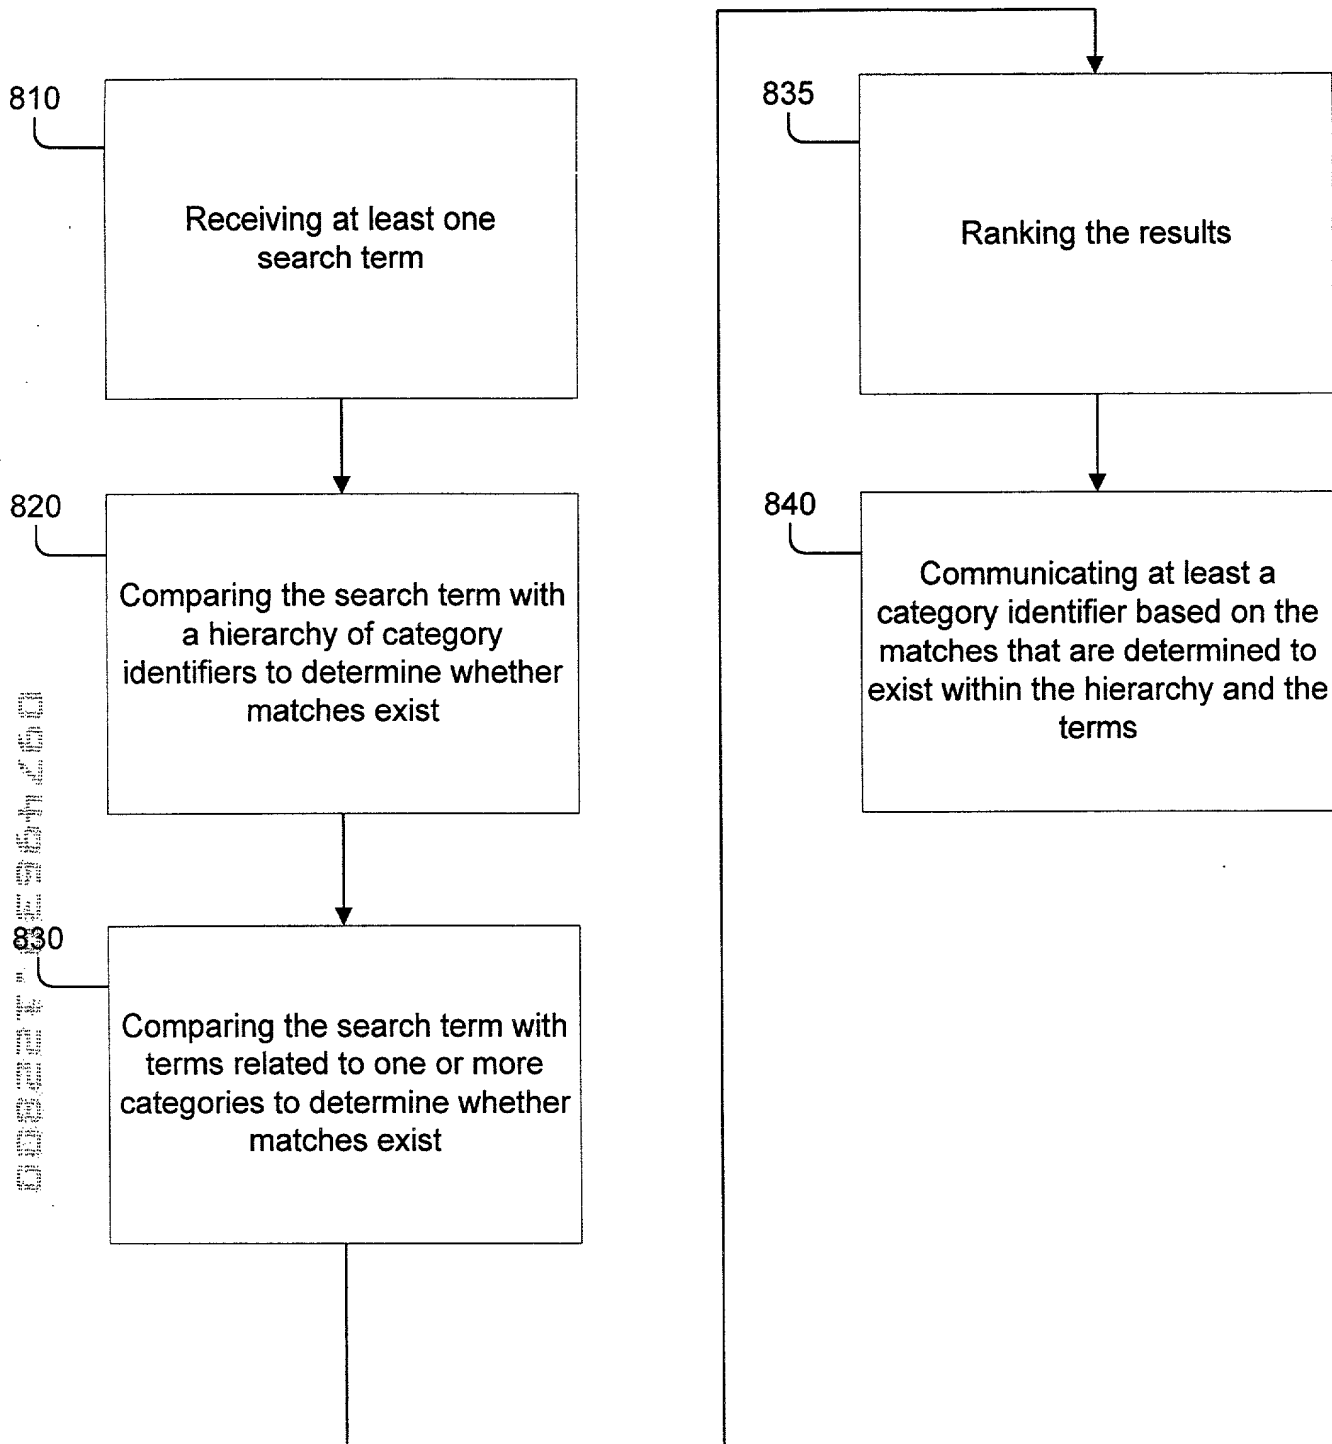 810
Receiving at least one
search term
820
Comparing the search term with
a hierarchy of category
identifiers to determine whether
matches exist
830
Comparing the search term with
terms related to one or more
categories to determine whether
matches exist
835
Ranking the results
840
Communicating at least a
category identifier based on the
matches that are determined to
exist within the hierarchy and the
terms